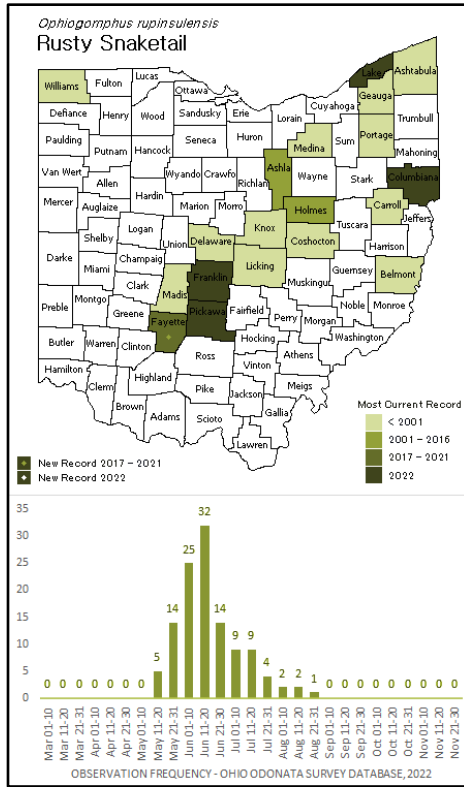 Ophiogomphus rupinsulensis
Rusty Snaketail
Williams
Fulton
Lucas
Ottawa
Lake
Ashtabula
Geauga
Cuyahoga
Defiance
Henry
Wood
Sandusky
Erie
Lorain
Trumbull
Paulding
Putnam
Hancock
Seneca
Huron
Medina
Sum
Portage
Mahoning
Van Wert
Allen
Wyando
Crawfo
Richlan
Ashla
Wayne
Stark
Columbiana
Mercer
Auglaize
Hardin
Marion
Morro
Holmes
Carroll
Tuscara
Jeffers
Logan
Union
Delaware
Knox
Coshocton
Harrison
Shelby
Darke
Miami
Champaig
Licking
Guernsey
Belmont
Clark
Madis
Franklin
Muskingu
Preble
Montgo
Greene
Fayette
Pickawa
Fairfield
Perry
Morgan
Noble
Monroe
Butler
Warren
Clinton
Ross
Hocking
Athens
Washington
Hamilton
Clerm
Highland
Vinton
Meigs
Brown
Adams
Pike
Jackson
Gallia
Scioto
Lawren
Most Current Record
< 2001
2001 - 2016
2017 - 2021
2022
New Record 2017 - 2021
New Record 2022
35
30
25
20
15
10
5
0
0 0 0 0 0 0 0 5 14 25 32 14 9 9 4 2 2 1 0 0 0 0 0 0 0 0 0
Mar 01-10
Mar 11-20
Mar 21-31
Apr 01-10
Apr 11-20
Apr 21-30
May 01-10
May 11-20
May 21-31
Jun 01-10
Jun 11-20
Jun 21-30
Jul 01-10
Jul 11-20
Jul 21-31
Aug 01-10
Aug 11-20
Aug 21-31
Sep 01-10
Sep 11-20
Sep 21-30
Oct 01-10
Oct 11-20
Oct 21-31
Nov 01-10
Nov 11-20
Nov 21-30
OBSERVATION FREQUENCY - OHIO ODONATA SURVEY DATABASE, 2022